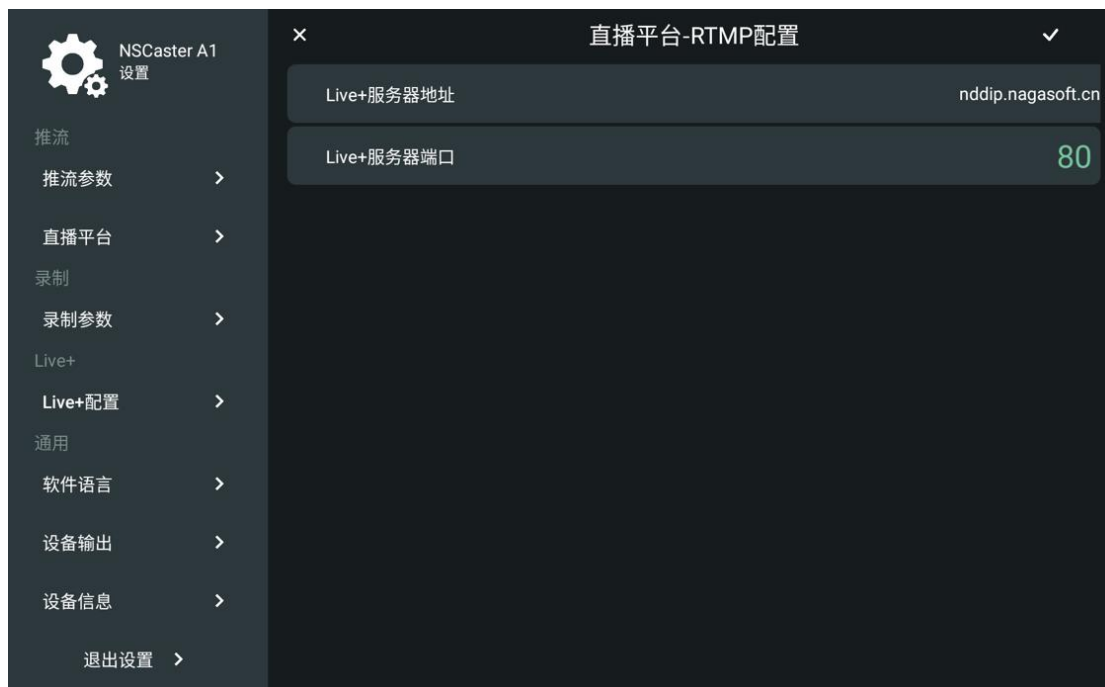 NSCaster A1
设置
推流
推流参数
直播平台
录制
录制参数
Live+
Live+配置
通用
软件语言
设备输出
设备信息
退出设置
直播平台-RTMP配置
Live+服务器地址 nddip.nagasoft.cn
Live+服务器端口 80